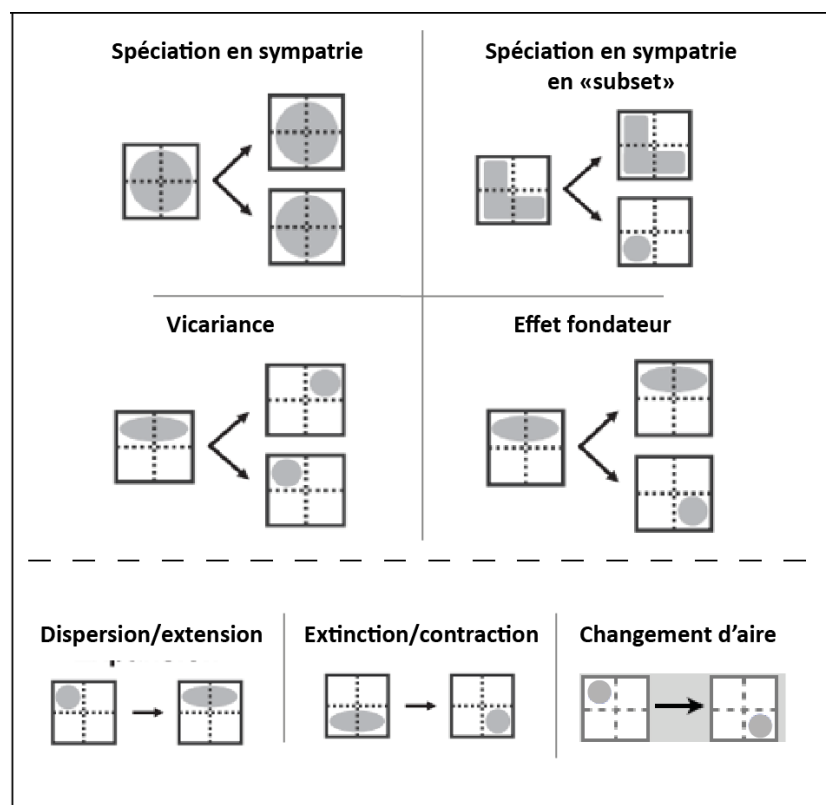 Spéciation en sympatrie
Spéciation en sympatrie
en «subset»
Vicariance
Effet fondateur
Dispersion/extension
Extinction/contraction
Changement d'aire